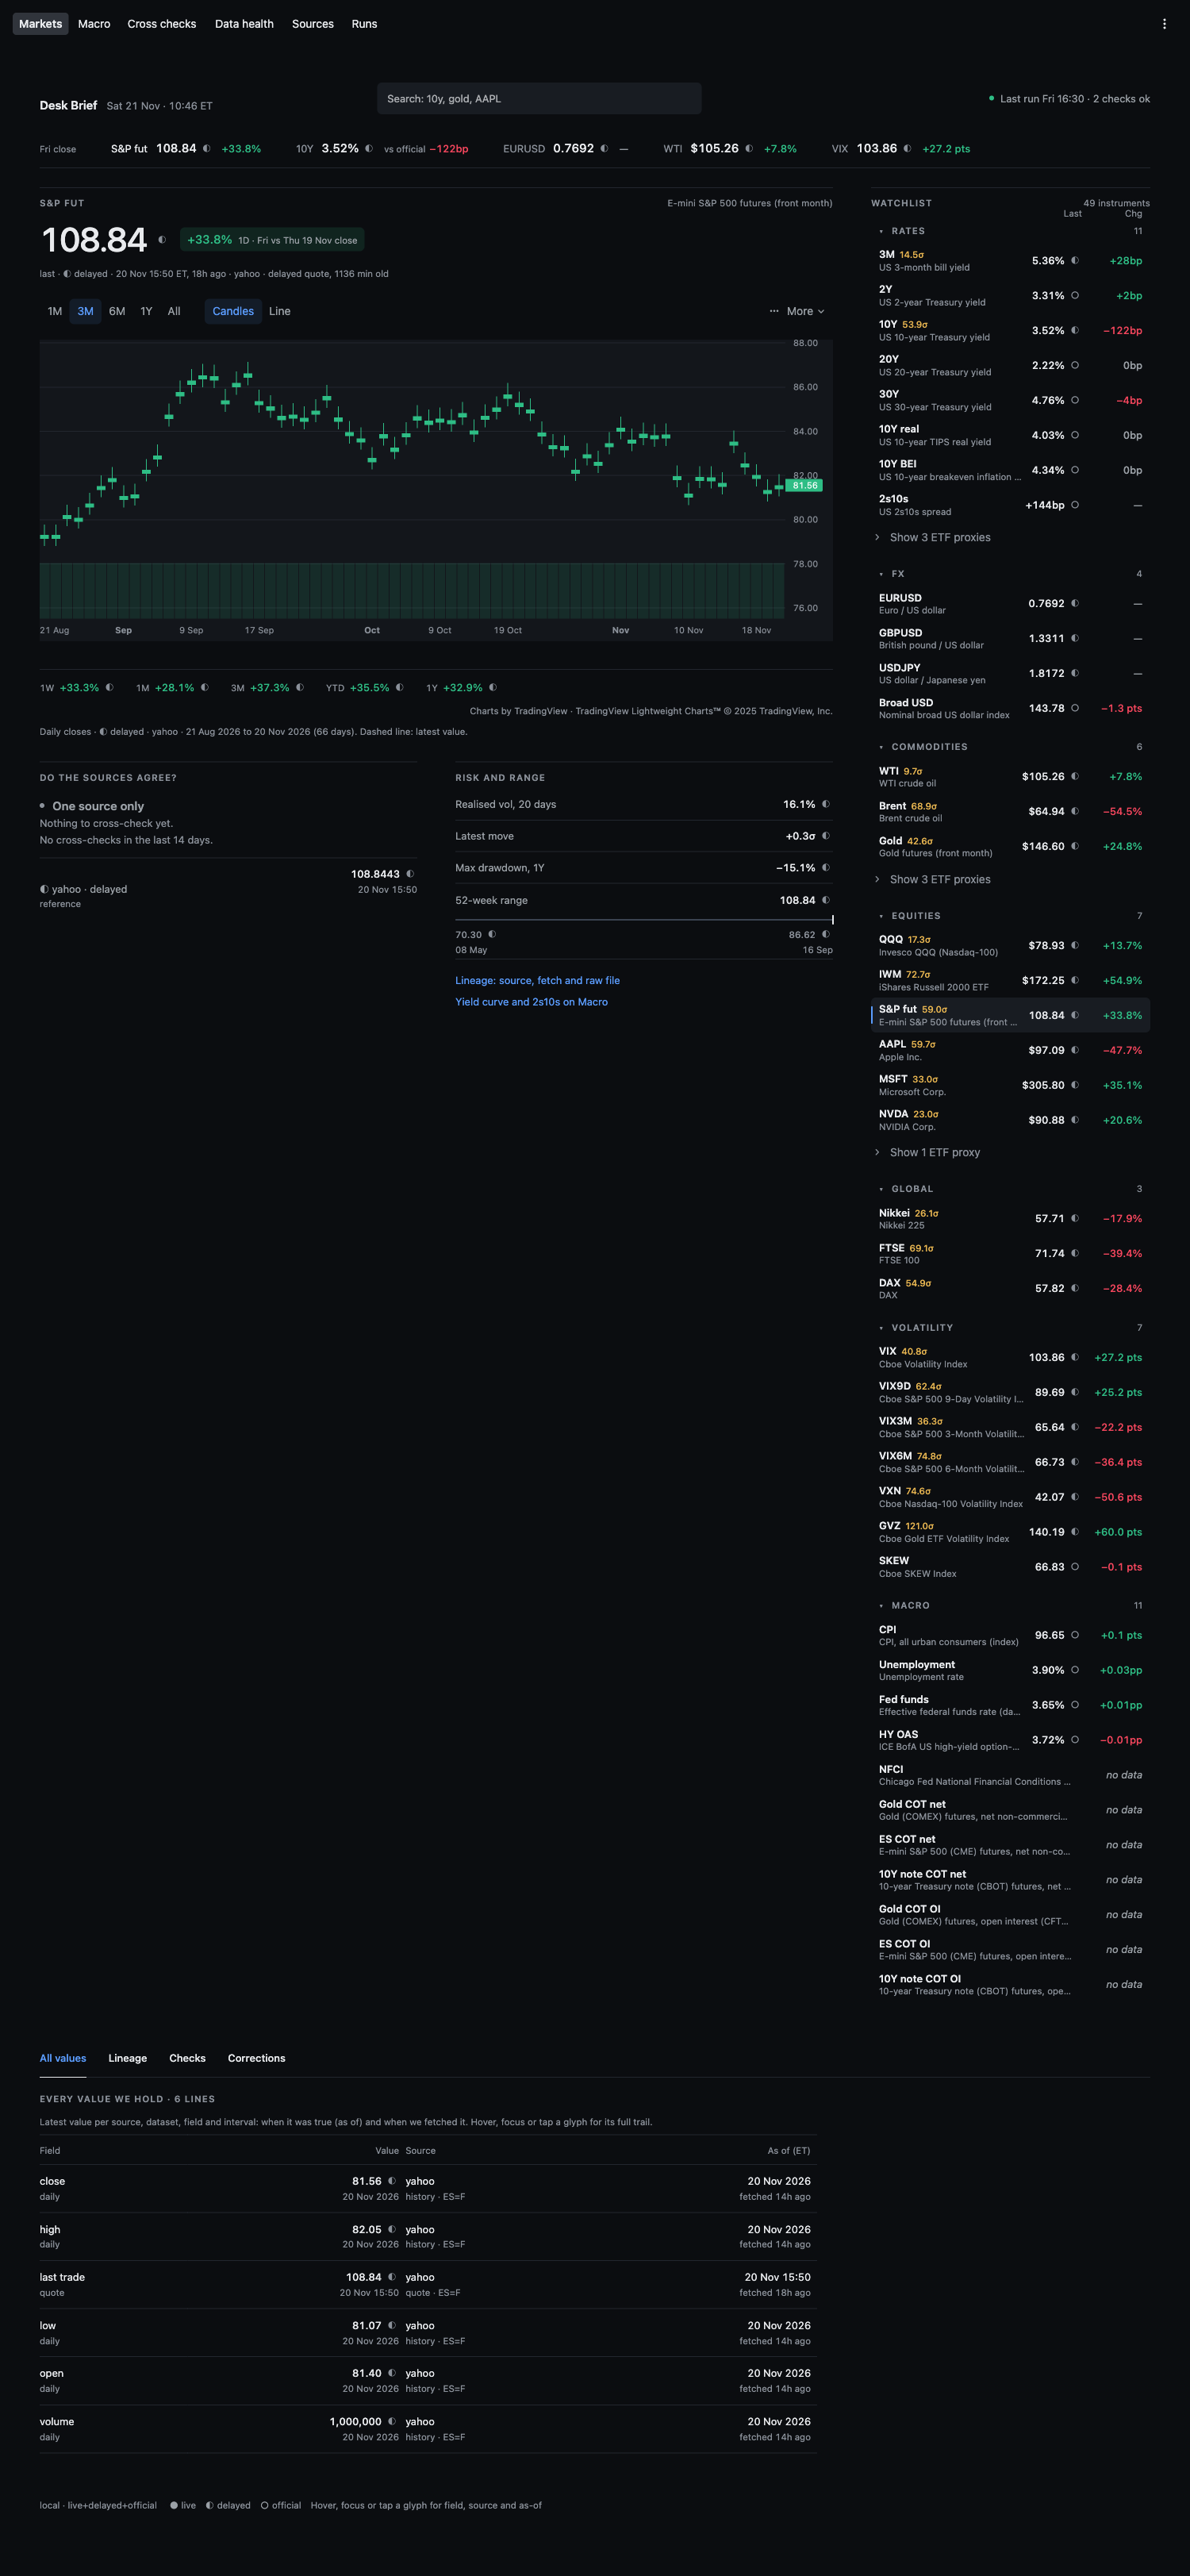 Markets Macro Cross checks Data health Sources Runs
Desk Brief Sat 21 Nov · 10:46 ET
Search: 10y, gold, AAPL
Last run Fri 16:30 · 2 checks ok
Fri close S&P fut 108.84 +33.8% 10Y 3.52% vs official −122bp EURUSD 0.7692 — WTI $105.26 +7.8% VIX 103.86 +27.2 pts
S&P FUT E-mini S&P 500 futures (front month)
108.84 +33.8% 1D · Fri vs Thu 19 Nov close
last · delayed · 20 Nov 15:50 ET, 18h ago · yahoo · delayed quote, 1136 min old
1M 3M 6M 1Y All Candles Line ··· More
88.00
86.00
84.00
82.00
81.56
80.00
78.00
76.00
21 Aug Sep 9 Sep 17 Sep Oct 9 Oct 19 Oct Nov 10 Nov 18 Nov
1W +33.3% 1M +28.1% 3M +37.3% YTD +35.5% 1Y +32.9%
Charts by TradingView · TradingView Lightweight Charts™ © 2025 TradingView, Inc.
Daily closes · delayed · yahoo · 21 Aug 2026 to 20 Nov 2026 (66 days). Dashed line: latest value.
DO THE SOURCES AGREE?
One source only
Nothing to cross-check yet.
No cross-checks in the last 14 days.
108.8443
yahoo · delayed 20 Nov 15:50
reference
RISK AND RANGE
Realised vol, 20 days 16.1%
Latest move +0.3σ
Max drawdown, 1Y −15.1%
52-week range 108.84
70.30 86.62
08 May 16 Sep
Lineage: source, fetch and raw file
Yield curve and 2s10s on Macro
WATCHLIST 49 instruments
Last Chg
RATES 11
3M 14.5σ 5.36% +28bp
US 3-month bill yield
2Y 3.31% +2bp
US 2-year Treasury yield
10Y 53.9σ 3.52% −122bp
US 10-year Treasury yield
20Y 2.22% 0bp
US 20-year Treasury yield
30Y 4.76% −4bp
US 30-year Treasury yield
10Y real 4.03% 0bp
US 10-year TIPS real yield
10Y BEI 4.34% 0bp
US 10-year breakeven inflation ...
2s10s +144bp —
US 2s10s spread
Show 3 ETF proxies
FX 4
EURUSD 0.7692 —
Euro / US dollar
GBPUSD 1.3311 —
British pound / US dollar
USDJPY 1.8172 —
US dollar / Japanese yen
Broad USD 143.78 −1.3 pts
Nominal broad US dollar index
COMMODITIES 6
WTI 9.7σ $105.26 +7.8%
WTI crude oil
Brent 68.9σ $64.94 −54.5%
Brent crude oil
Gold 42.6σ $146.60 +24.8%
Gold futures (front month)
Show 3 ETF proxies
EQUITIES 7
QQQ 17.3σ $78.93 +13.7%
Invesco QQQ (Nasdaq-100)
IWM 72.7σ $172.25 +54.9%
iShares Russell 2000 ETF
S&P fut 59.0σ 108.84 +33.8%
E-mini S&P 500 futures (front ...
AAPL 59.7σ $97.09 −47.7%
Apple Inc.
MSFT 33.0σ $305.80 +35.1%
Microsoft Corp.
NVDA 23.0σ $90.88 +20.6%
NVIDIA Corp.
Show 1 ETF proxy
GLOBAL 3
Nikkei 26.1σ 57.71 −17.9%
Nikkei 225
FTSE 69.1σ 71.74 −39.4%
FTSE 100
DAX 54.9σ 57.82 −28.4%
DAX
VOLATILITY 7
VIX 40.8σ 103.86 +27.2 pts
Cboe Volatility Index
VIX9D 62.4σ 89.69 +25.2 pts
Cboe S&P 500 9-Day Volatility I...
VIX3M 36.3σ 65.64 −22.2 pts
Cboe S&P 500 3-Month Volatilit...
VIX6M 74.8σ 66.73 −36.4 pts
Cboe S&P 500 6-Month Volatilit...
VXN 74.6σ 42.07 −50.6 pts
Cboe Nasdaq-100 Volatility Index
GVZ 121.0σ 140.19 +60.0 pts
Cboe Gold ETF Volatility Index
SKEW 66.83 −0.1 pts
Cboe SKEW Index
MACRO 11
CPI 96.65 +0.1 pts
CPI, all urban consumers (index)
Unemployment 3.90% +0.03pp
Unemployment rate
Fed funds 3.65% +0.01pp
Effective federal funds rate (da...
HY OAS 3.72% −0.01pp
ICE BofA US high-yield option-...
NFCI no data
Chicago Fed National Financial Conditions ...
Gold COT net no data
Gold (COMEX) futures, net non-commerci...
ES COT net no data
E-mini S&P 500 (CME) futures, net non-co...
10Y note COT net no data
10-year Treasury note (CBOT) futures, net ...
Gold COT OI no data
Gold (COMEX) futures, open interest (CFT...
ES COT OI no data
E-mini S&P 500 (CME) futures, open intere...
10Y note COT OI no data
10-year Treasury note (CBOT) futures, ope...
All values Lineage Checks Corrections
EVERY VALUE WE HOLD · 6 LINES
Latest value per source, dataset, field and interval: when it was true (as of) and when we fetched it. Hover, focus or tap a glyph for its full trail.
Field Value Source As of (ET)
close 81.56 yahoo 20 Nov 2026
daily 20 Nov 2026 history · ES=F fetched 14h ago
high 82.05 yahoo 20 Nov 2026
daily 20 Nov 2026 history · ES=F fetched 14h ago
last trade 108.84 yahoo 20 Nov 15:50
quote 20 Nov 15:50 quote · ES=F fetched 18h ago
low 81.07 yahoo 20 Nov 2026
daily 20 Nov 2026 history · ES=F fetched 14h ago
open 81.40 yahoo 20 Nov 2026
daily 20 Nov 2026 history · ES=F fetched 14h ago
volume 1,000,000 yahoo 20 Nov 2026
daily 20 Nov 2026 history · ES=F fetched 14h ago
local · live+delayed+official live delayed official Hover, focus or tap a glyph for field, source and as-of